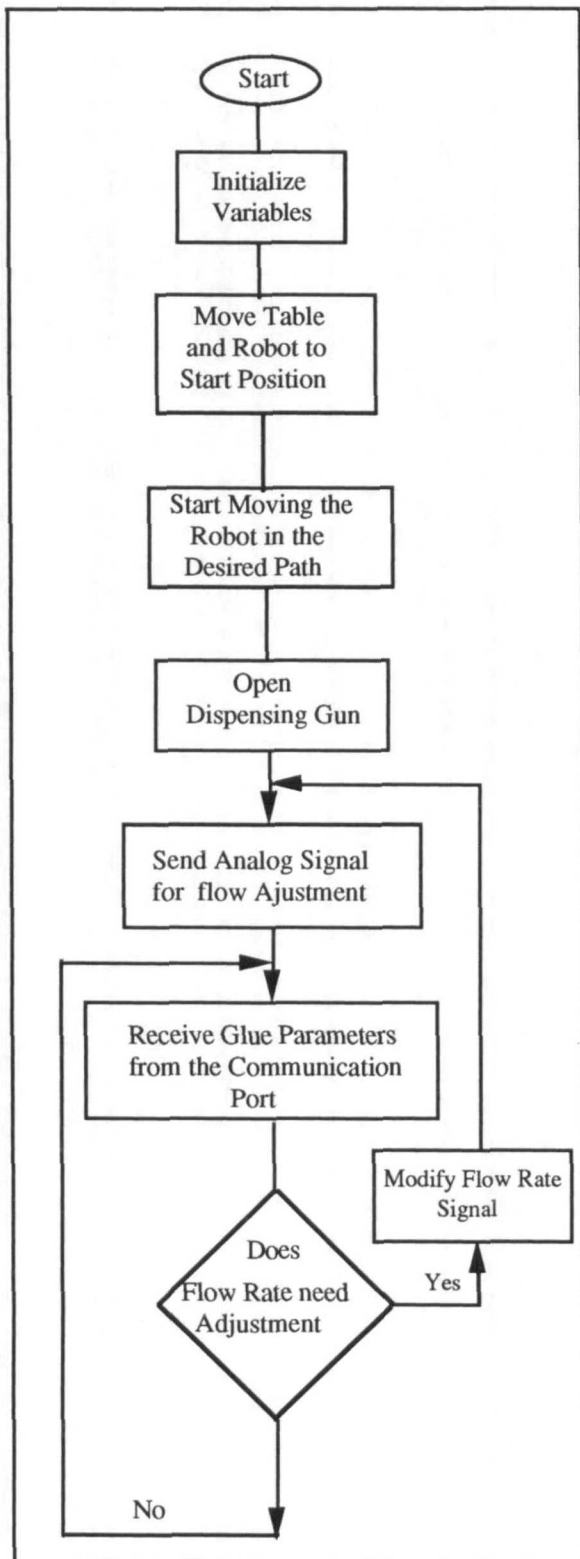 Start
Initialize
Variables
Move Table
and Robot to
Start Position
Start Moving the
Robot in the
Desired Path
Open
Dispensing Gun
Send Analog Signal
for flow Ajustment
Receive Glue Parameters
from the Communication
Port
Modify Flow Rate
Signal
Does
Flow Rate need
Adjustment
Yes
No